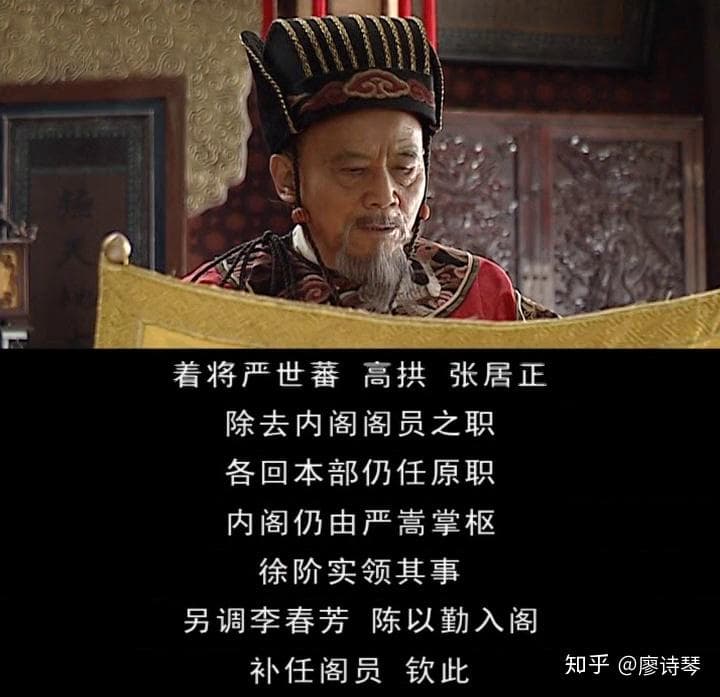 着将严世蕃 高拱 张居正
除去内阁阁员之职
各回本部仍任原职
内阁仍由严嵩掌枢
徐阶实领其事
另调李春芳 陈以勤入阁
补任阁员 钦此
知乎 @廖诗琴